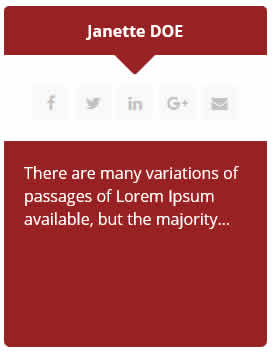 Janette DOE
There are many variations of
passages of Lorem Ipsum
available, but the majority...